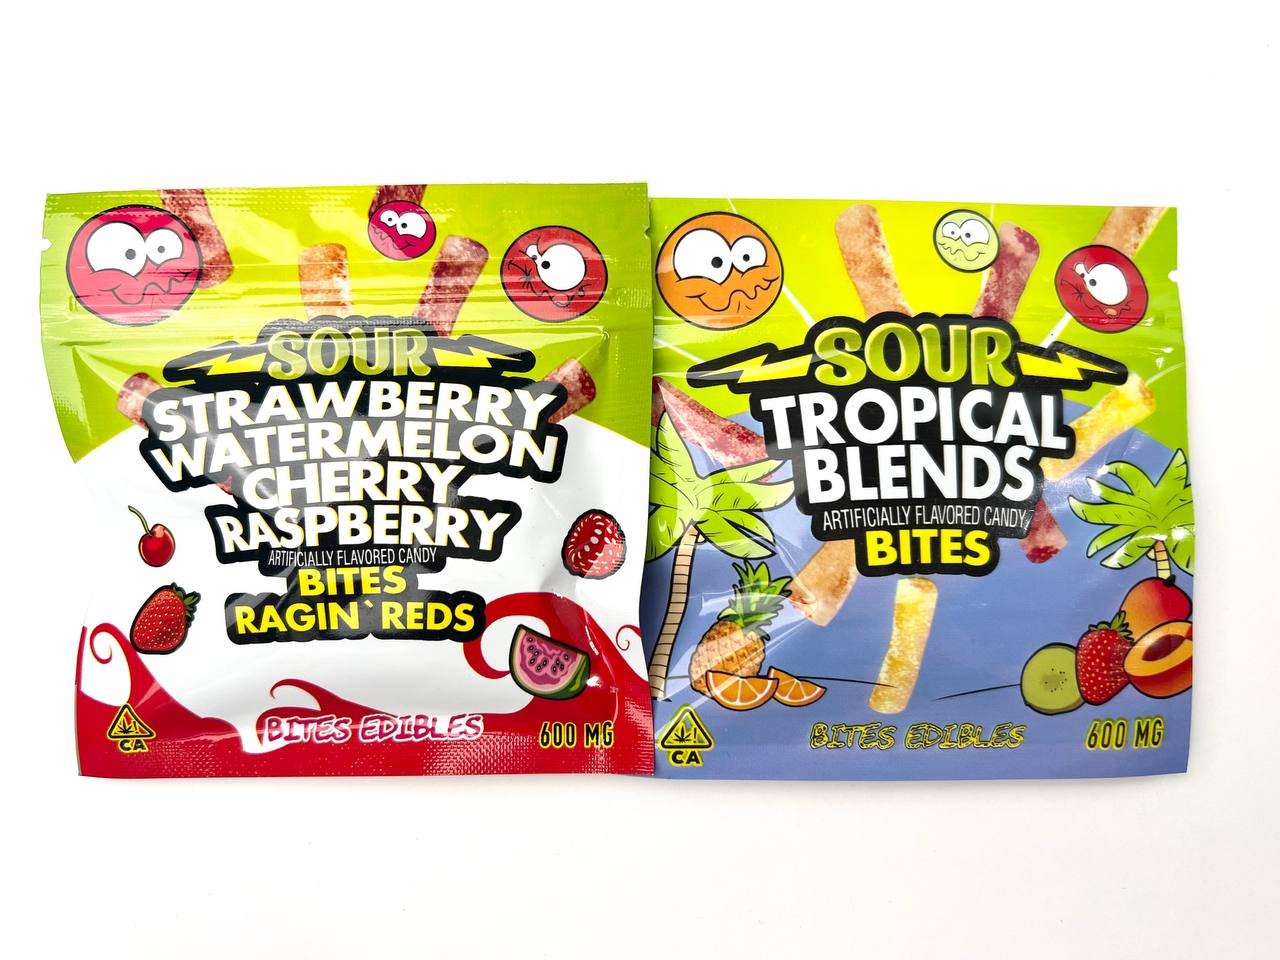 SOUR
STRAWBERRY
WATERMELON
CHERRY
RASPBERRY
ARTIFICIALLY FLAVORED CANDY
BITES
RAGIN`REDS
CA
BITES EDIBLES
600 MG
SOUR
TROPICAL
BLENDS
ARTIFICIALLY FLAVORED CANDY
BITES
CA
BITES EDIBLES
600 MG